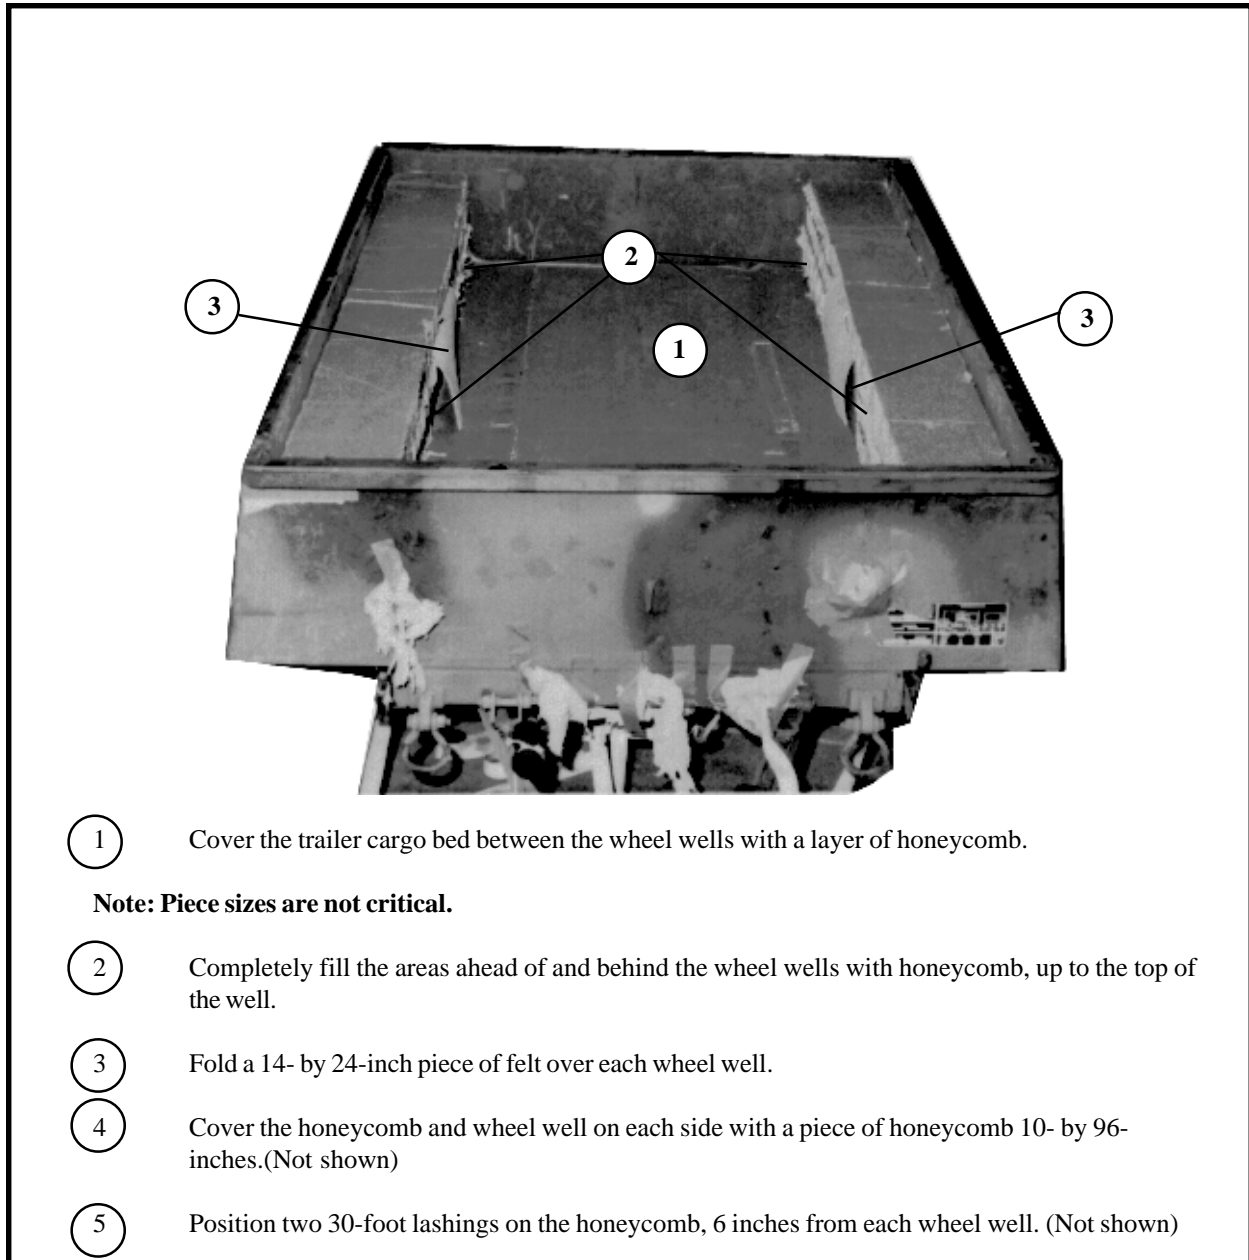 2
3
3
1
1 Cover the trailer cargo bed between the wheel wells with a layer of honeycomb.
Note: Piece sizes are not critical.
2 Completely fill the areas ahead of and behind the wheel wells with honeycomb, up to the top of
the well.
3 Fold a 14- by 24-inch piece of felt over each wheel well.
4 Cover the honeycomb and wheel well on each side with a piece of honeycomb 10- by 96-
inches.(Not shown)
5 Position two 30-foot lashings on the honeycomb, 6 inches from each wheel well. (Not shown)